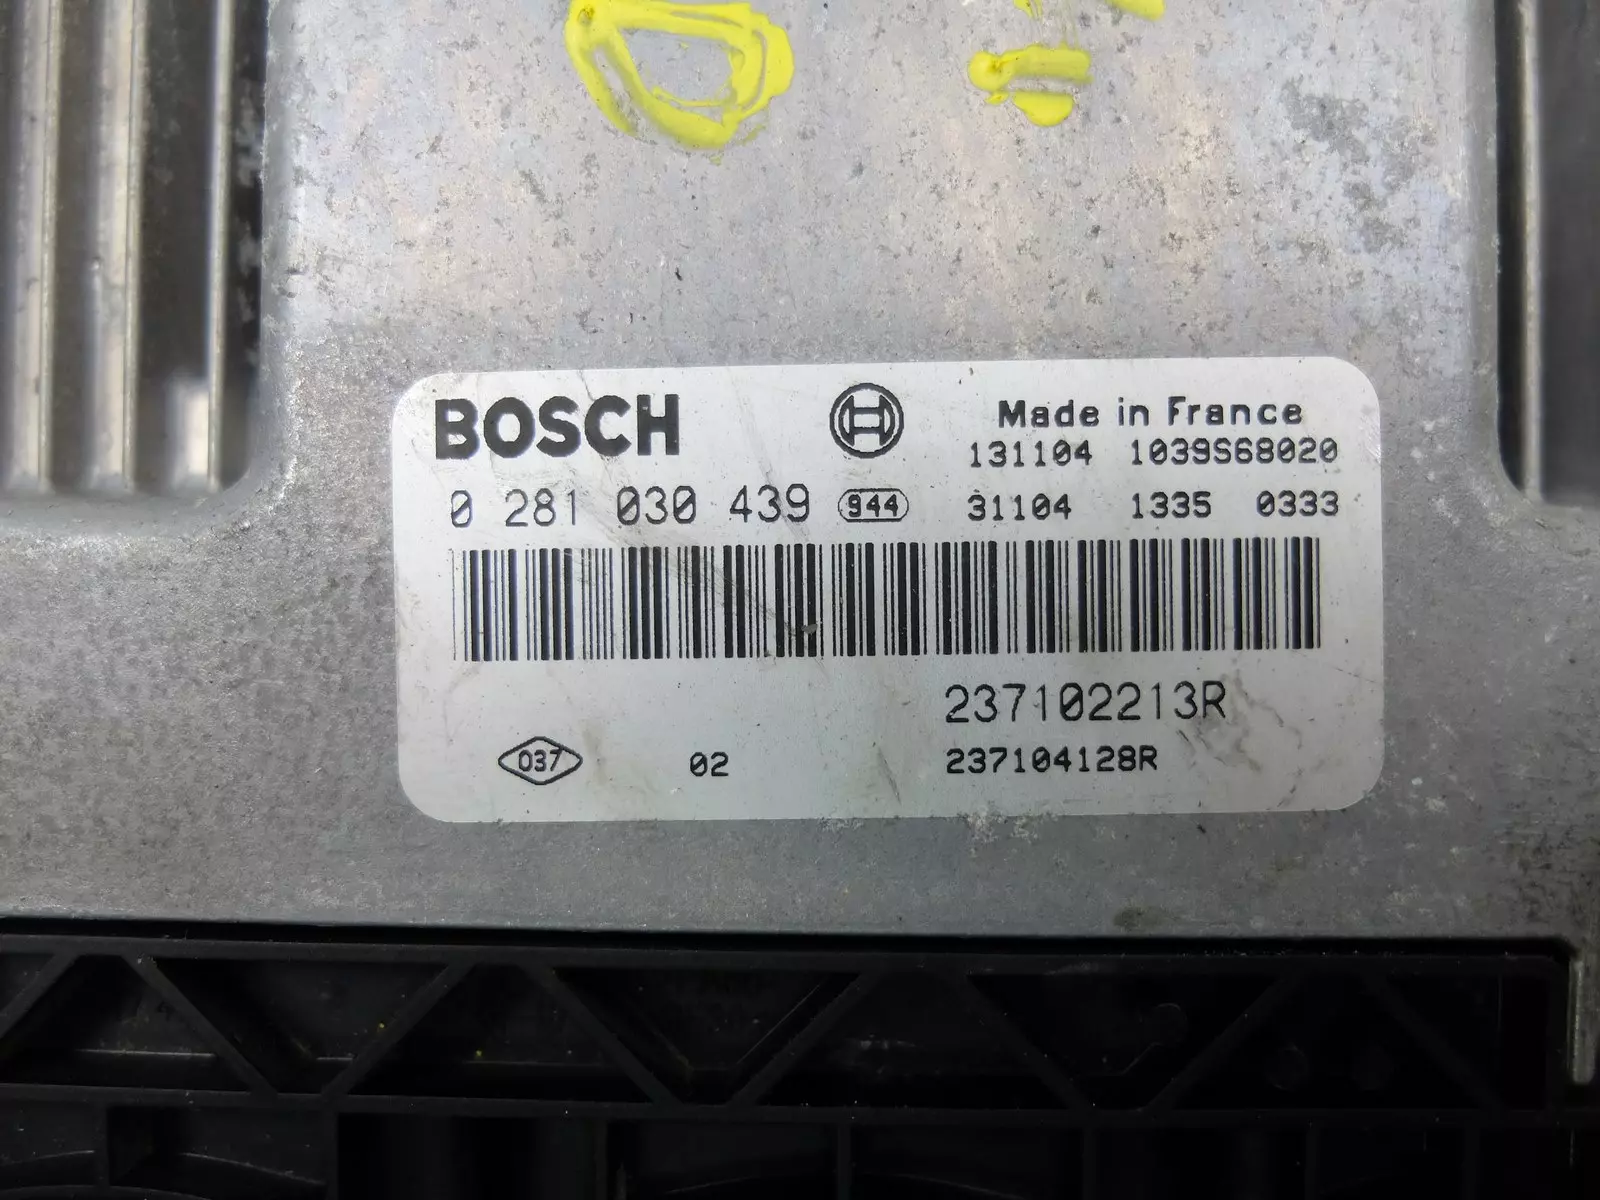 BOSCH
Made in France
131104 1039S68020
0 281 030 439 944 31104 1335 0333
237102213R
037 02 237104128R